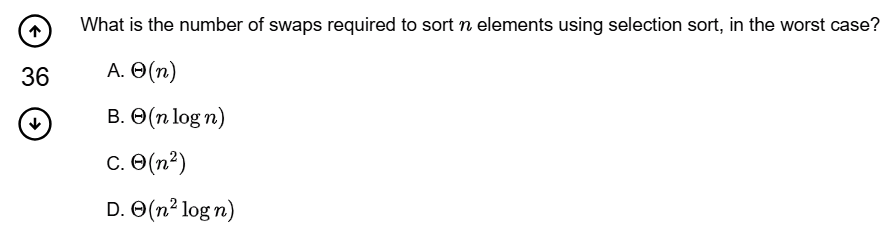 What is the number of swaps required to sort n elements using selection sort, in the worst case?
36
A. Θ(n)
B. Θ(n log n)
C. Θ(n²)
D. Θ(n² log n)